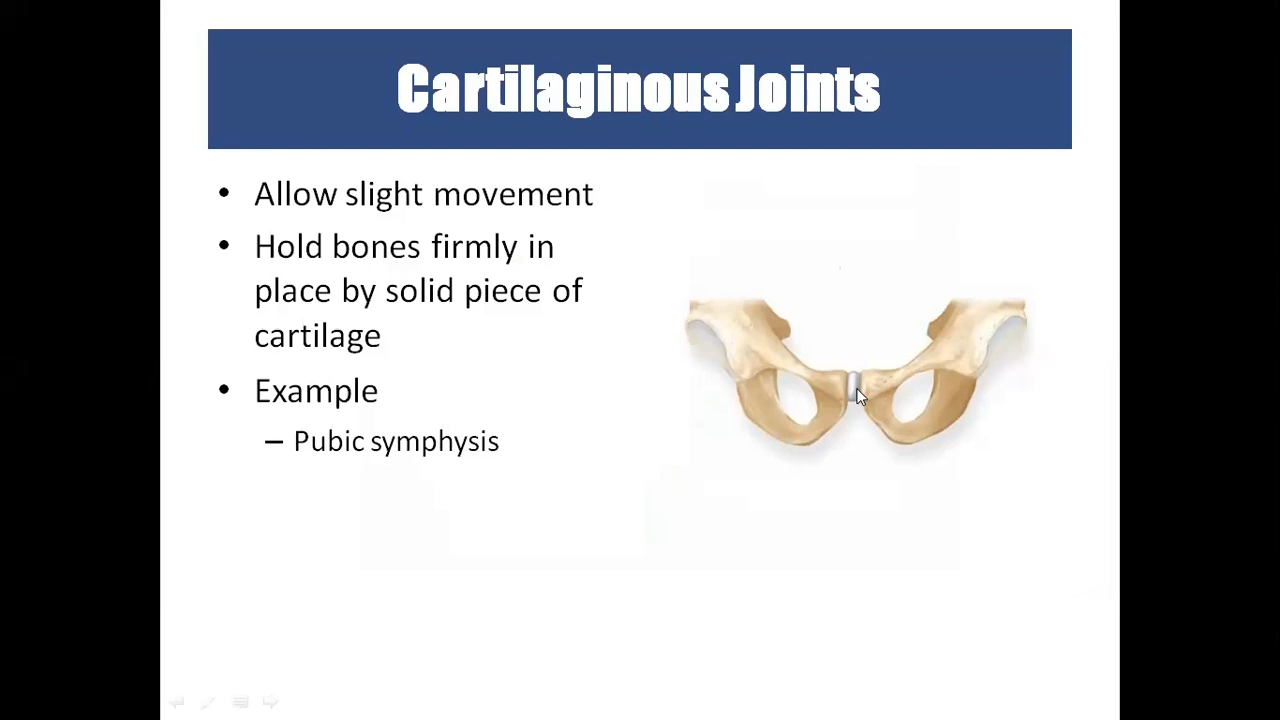 Cartilaginous Joints
• Allow slight movement
• Hold bones firmly in
place by solid piece of
cartilage
• Example
– Pubic symphysis